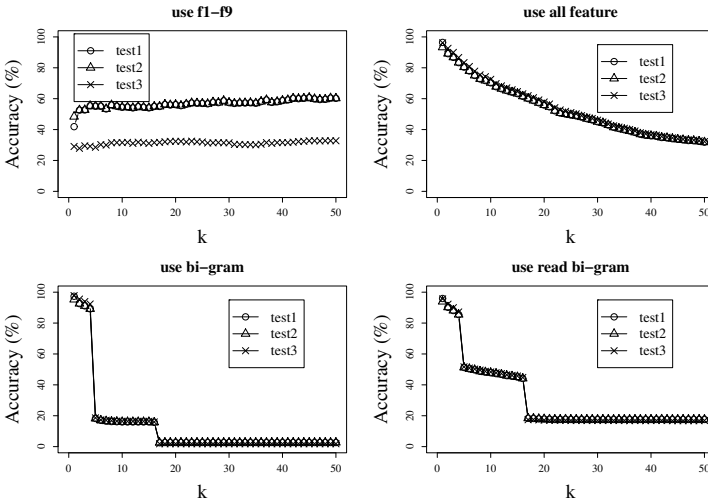 use f1−f9
Accuracy (%)
100
80
60
40
20
0
test1
test2
test3
0 10 20 30 40 50
k
use all feature
Accuracy (%)
100
80
60
40
20
0
test1
test2
test3
0 10 20 30 40 50
k
use bi−gram
Accuracy (%)
100
80
60
40
20
0
test1
test2
test3
0 10 20 30 40 50
k
use read bi−gram
Accuracy (%)
100
80
60
40
20
0
test1
test2
test3
0 10 20 30 40 50
k